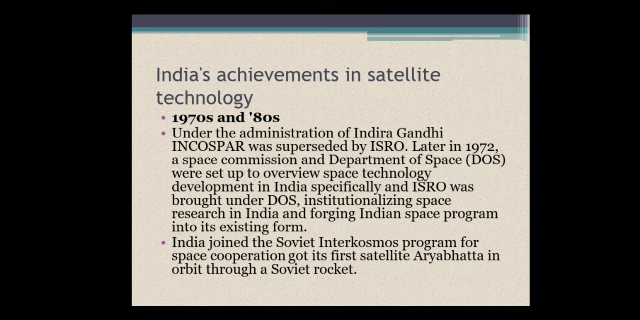 India's achievements in satellite
technology
• 1970s and '80s
• Under the administration of Indira Gandhi
INCOSPAR was superseded by ISRO. Later in 1972,
a space commission and Department of Space (DOS)
were set up to overview space technology
development in India specifically and ISRO was
brought under DOS, institutionalizing space
research in India and forging Indian space program
into its existing form.
• India joined the Soviet Interkosmos program for
space cooperation got its first satellite Aryabhatta in
orbit through a Soviet rocket.